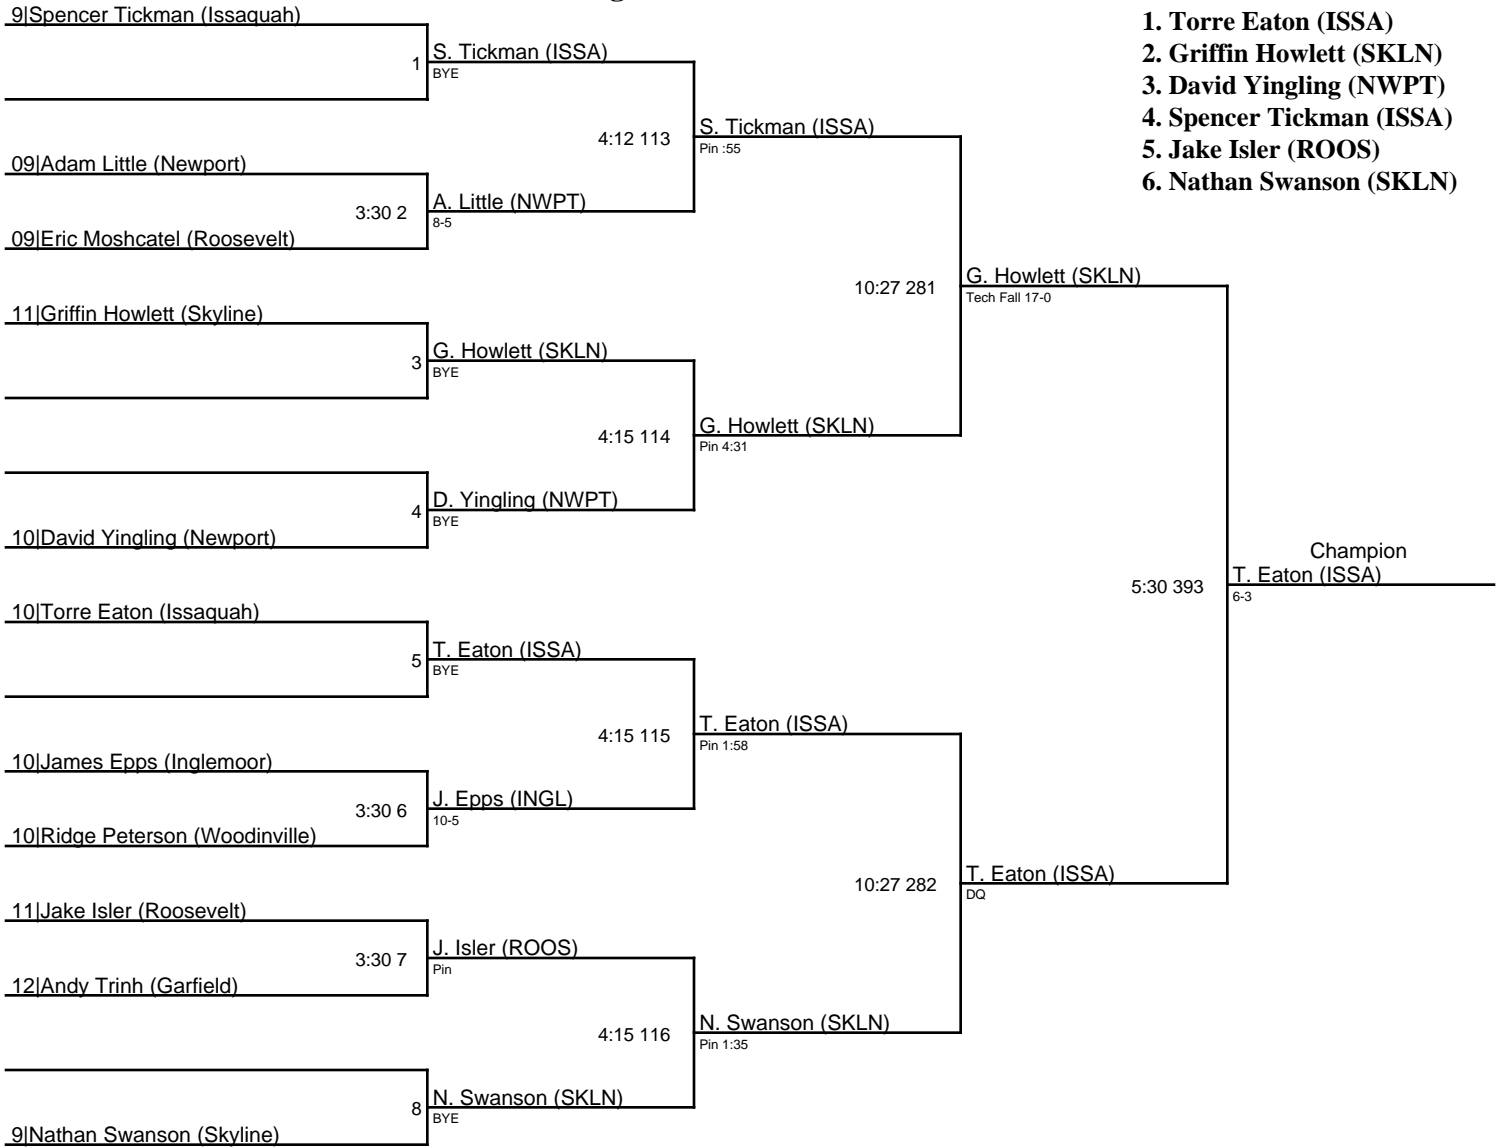 9|Spencer Tickman (Issaquah)
1
S. Tickman (ISSA)
BYE
4:12 113
S. Tickman (ISSA)
Pin :55
09|Adam Little (Newport)
3:30 2
A. Little (NWPT)
8-5
09|Eric Moshcatel (Roosevelt)
10:27 281
G. Howlett (SKLN)
Tech Fall 17-0
11|Griffin Howlett (Skyline)
3
G. Howlett (SKLN)
BYE
4:15 114
G. Howlett (SKLN)
Pin 4:31
4
D. Yingling (NWPT)
BYE
10|David Yingling (Newport)
5:30 393
Champion
T. Eaton (ISSA)
6-3
10|Torre Eaton (Issaquah)
5
T. Eaton (ISSA)
BYE
4:15 115
T. Eaton (ISSA)
Pin 1:58
10|James Epps (Inglemoor)
3:30 6
J. Epps (INGL)
10-5
10|Ridge Peterson (Woodinville)
10:27 282
T. Eaton (ISSA)
DQ
11|Jake Isler (Roosevelt)
3:30 7
J. Isler (ROOS)
Pin
12|Andy Trinh (Garfield)
4:15 116
N. Swanson (SKLN)
Pin 1:35
8
N. Swanson (SKLN)
BYE
9|Nathan Swanson (Skyline)
1. Torre Eaton (ISSA)
2. Griffin Howlett (SKLN)
3. David Yingling (NWPT)
4. Spencer Tickman (ISSA)
5. Jake Isler (ROOS)
6. Nathan Swanson (SKLN)